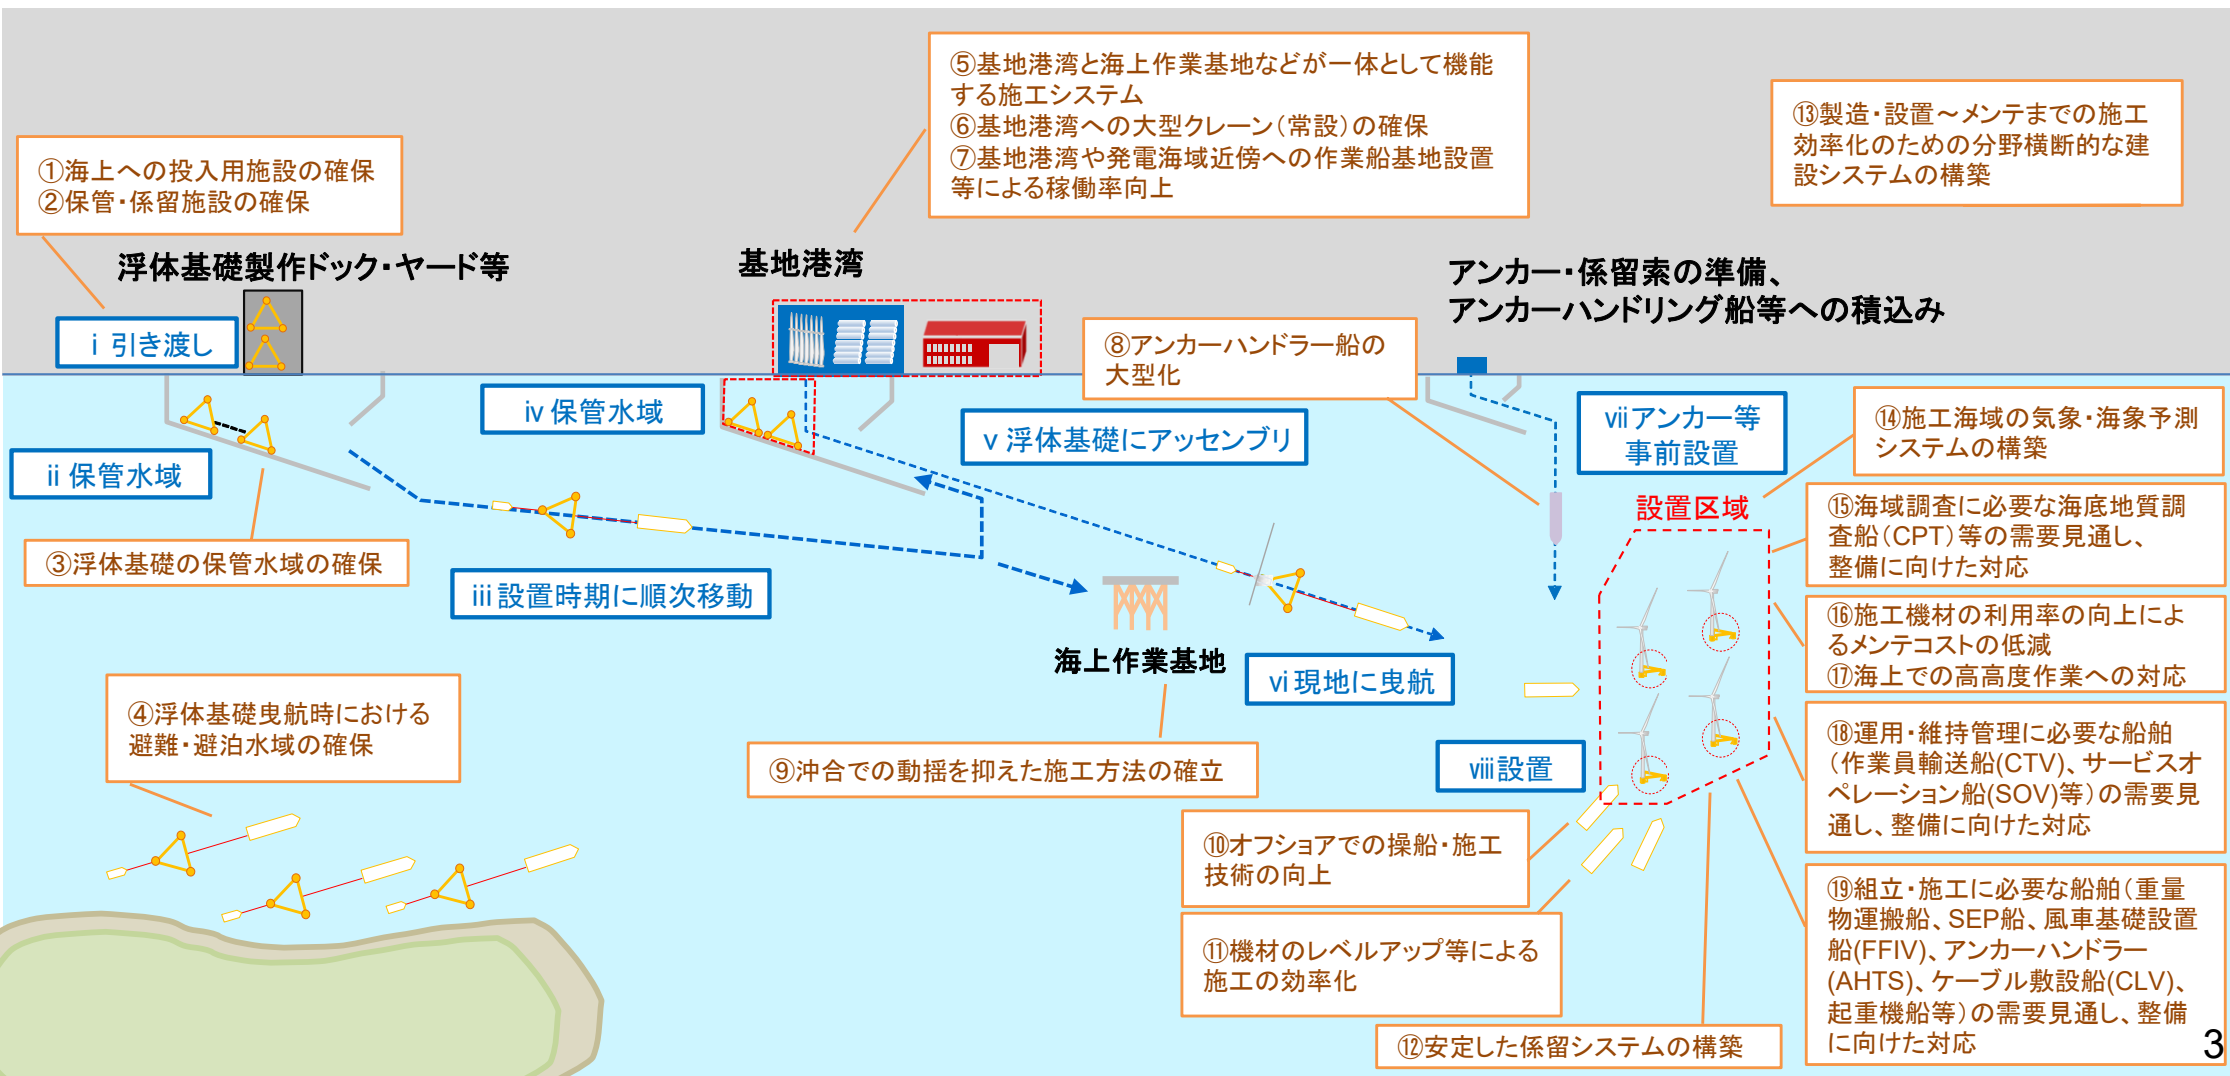 ①海上への投入用施設の確保
②保管・係留施設の確保
浮体基礎製作ドック・ヤード等
ⅰ 引き渡し
ⅱ 保管水域
③浮体基礎の保管水域の確保
ⅲ 設置時期に順次移動
④浮体基礎曳航時における
避難・避泊水域の確保
⑤基地港湾と海上作業基地などが一体として機能
する施工システム
⑥基地港湾への大型クレーン（常設）の確保
⑦基地港湾や発電海域近傍への作業船基地設置
等による稼働率向上
基地港湾
ⅳ 保管水域
ⅴ 浮体基礎にアッセンブリ
⑧アンカーハンドラー船の
大型化
海上作業基地
ⅵ 現地に曳航
⑨沖合での動揺を抑えた施工方法の確立
アンカー・係留索の準備、
アンカーハンドリング船等への積込み
ⅶ アンカー等
事前設置
設置区域
ⅷ 設置
⑩オフショアでの操船・施工
技術の向上
⑪機材のレベルアップ等による
施工の効率化
⑫安定した係留システムの構築
⑬製造・設置～メンテまでの施工
効率化のための分野横断的な建
設システムの構築
⑭施工海域の気象・海象予測
システムの構築
⑮海域調査に必要な海底地質調
査船（CPT）等の需要見通し、
整備に向けた対応
⑯施工機材の利用率の向上によ
るメンテコストの低減
⑰海上での高高度作業への対応
⑱運用・維持管理に必要な船舶
（作業員輸送船(CTV)、サービスオ
ペレーション船(SOV)等）の需要見
通し、整備に向けた対応
⑲組立・施工に必要な船舶（重量
物運搬船、SEP船、風車基礎設置
船(FFIV)、アンカーハンドラー
(AHTS)、ケーブル敷設船(CLV)、
起重機船等）の需要見通し、整備
に向けた対応
3